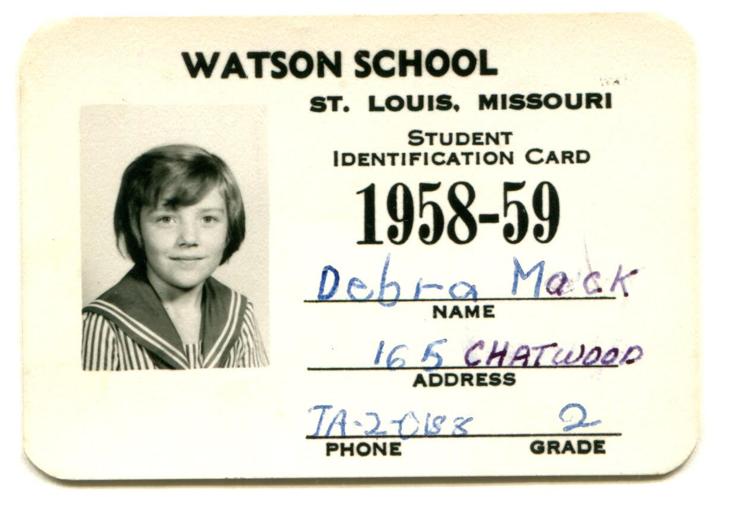 WATSON SCHOOL
ST. LOUIS, MISSOURI
STUDENT
IDENTIFICATION CARD
1958-59
Debra Mack
NAME
165 CHATWOOD
ADDRESS
TA-2-0188 2
PHONE GRADE